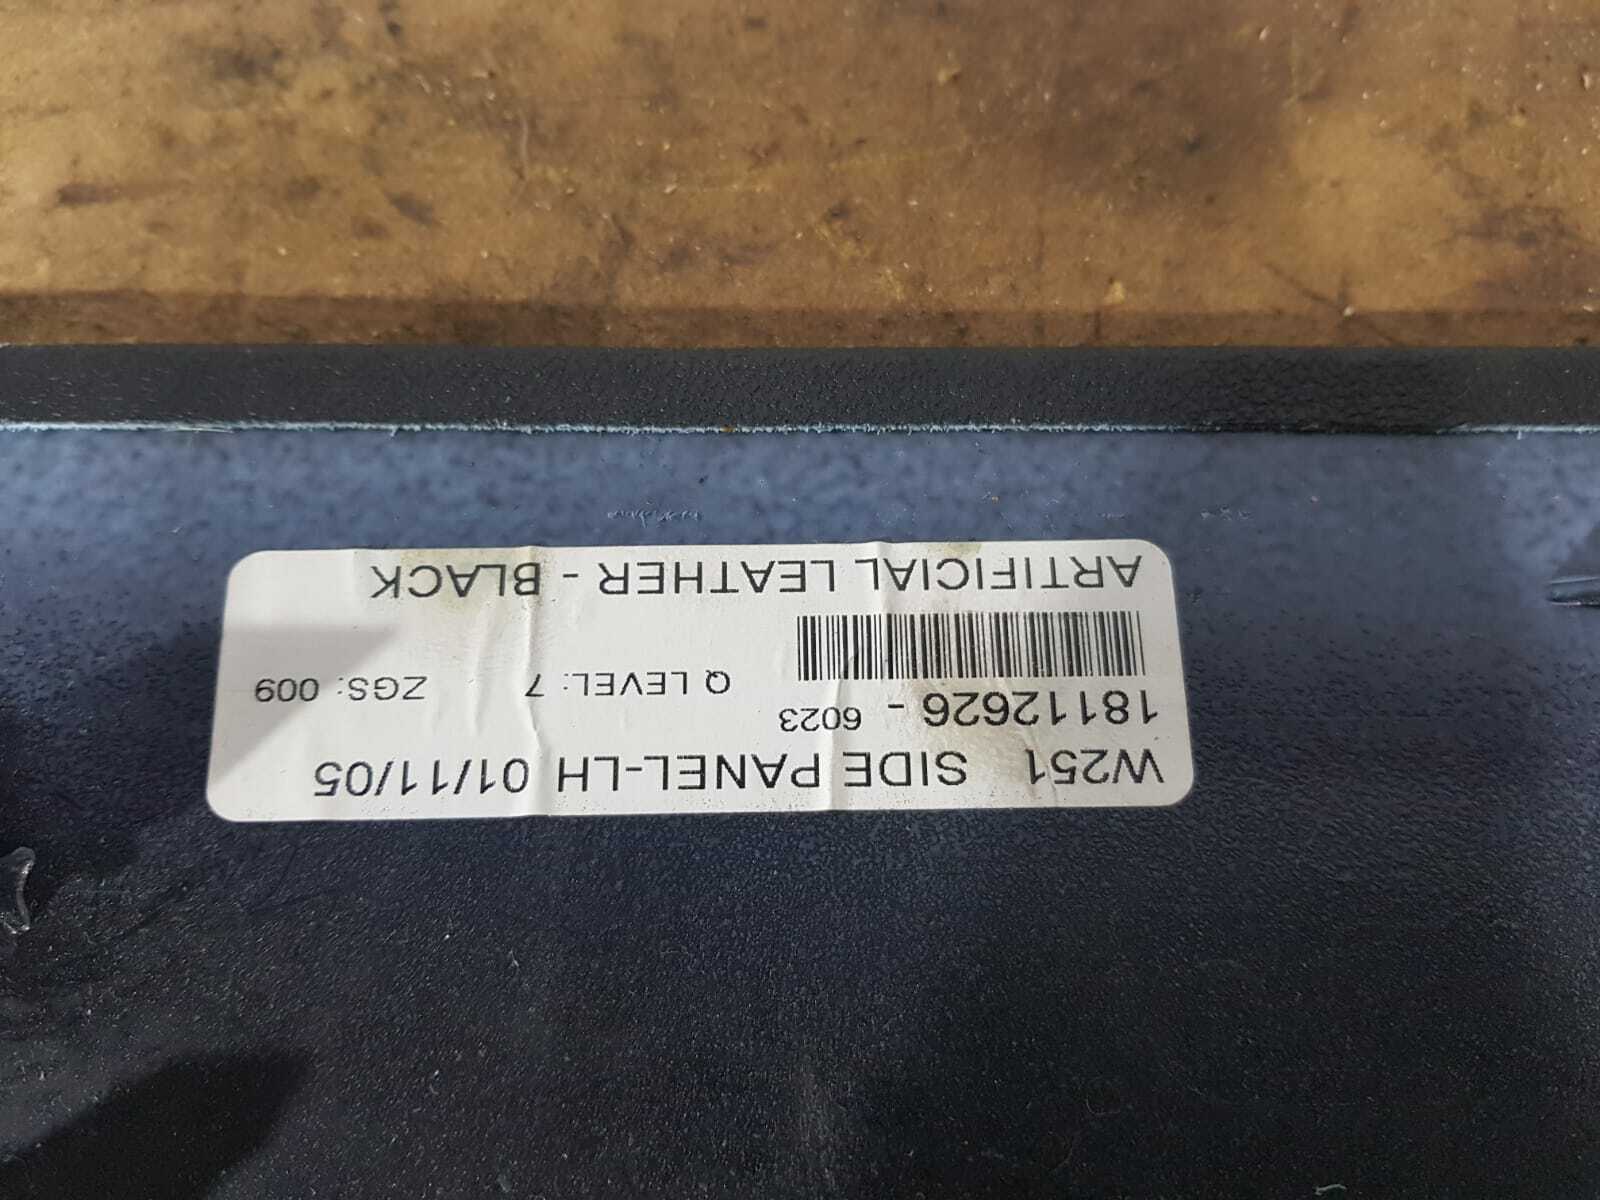 W251 SIDE PANEL-LH 01/11/05
18112626 - 6023
Q LEVEL: 7 ZGS: 009
ARTIFICIAL LEATHER - BLACK